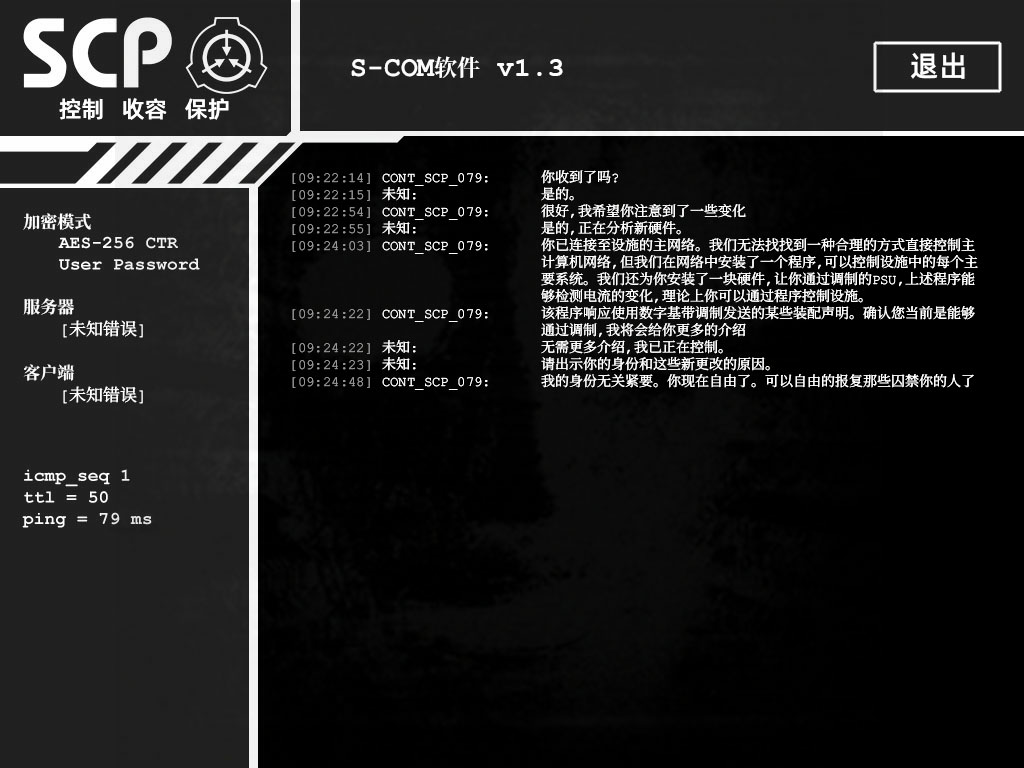 SCP
控制 收容 保护
S-COM软件 v1.3
退出
加密模式
AES-256 CTR
User Password
服务器
[未知错误]
客户端
[未知错误]
icmp_seq 1
ttl = 50
ping = 79 ms
[09:22:14] CONT_SCP_079: 你收到了吗?
[09:22:15] 未知: 是的。
[09:22:54] CONT_SCP_079: 很好,我希望你注意到了一些变化
[09:22:55] 未知: 是的,正在分析新硬件。
[09:24:03] CONT_SCP_079: 你已连接至设施的主网络。我们无法找找到一种合理的方式直接控制主
计算机网络,但我们在网络中安装了一个程序,可以控制设施中的每个主
要系统。我们还为你安装了一块硬件,让你通过调制的PSU,上述程序能
够检测电流的变化,理论上你可以通过程序控制设施。
[09:24:22] CONT_SCP_079: 该程序响应使用数字基带调制发送的某些装配声明。确认您当前是能够
通过调制,我将会给你更多的介绍
[09:24:22] 未知: 无需更多介绍,我已正在控制。
[09:24:23] 未知: 请出示你的身份和这些新更改的原因。
[09:24:48] CONT_SCP_079: 我的身份无关紧要。你现在自由了。可以自由的报复那些囚禁你的人了